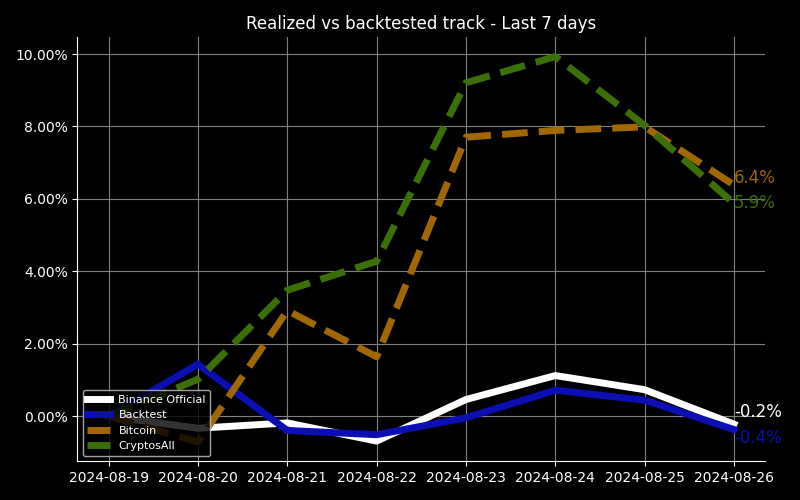 Realized vs backtested track - Last 7 days
10.00%
8.00%
6.00%
4.00%
2.00%
0.00%
6.4%
5.9%
-0.2%
-0.4%
Binance Official
Backtest
Bitcoin
CryptosAll
2024-08-19 2024-08-20 2024-08-21 2024-08-22 2024-08-23 2024-08-24 2024-08-25 2024-08-26